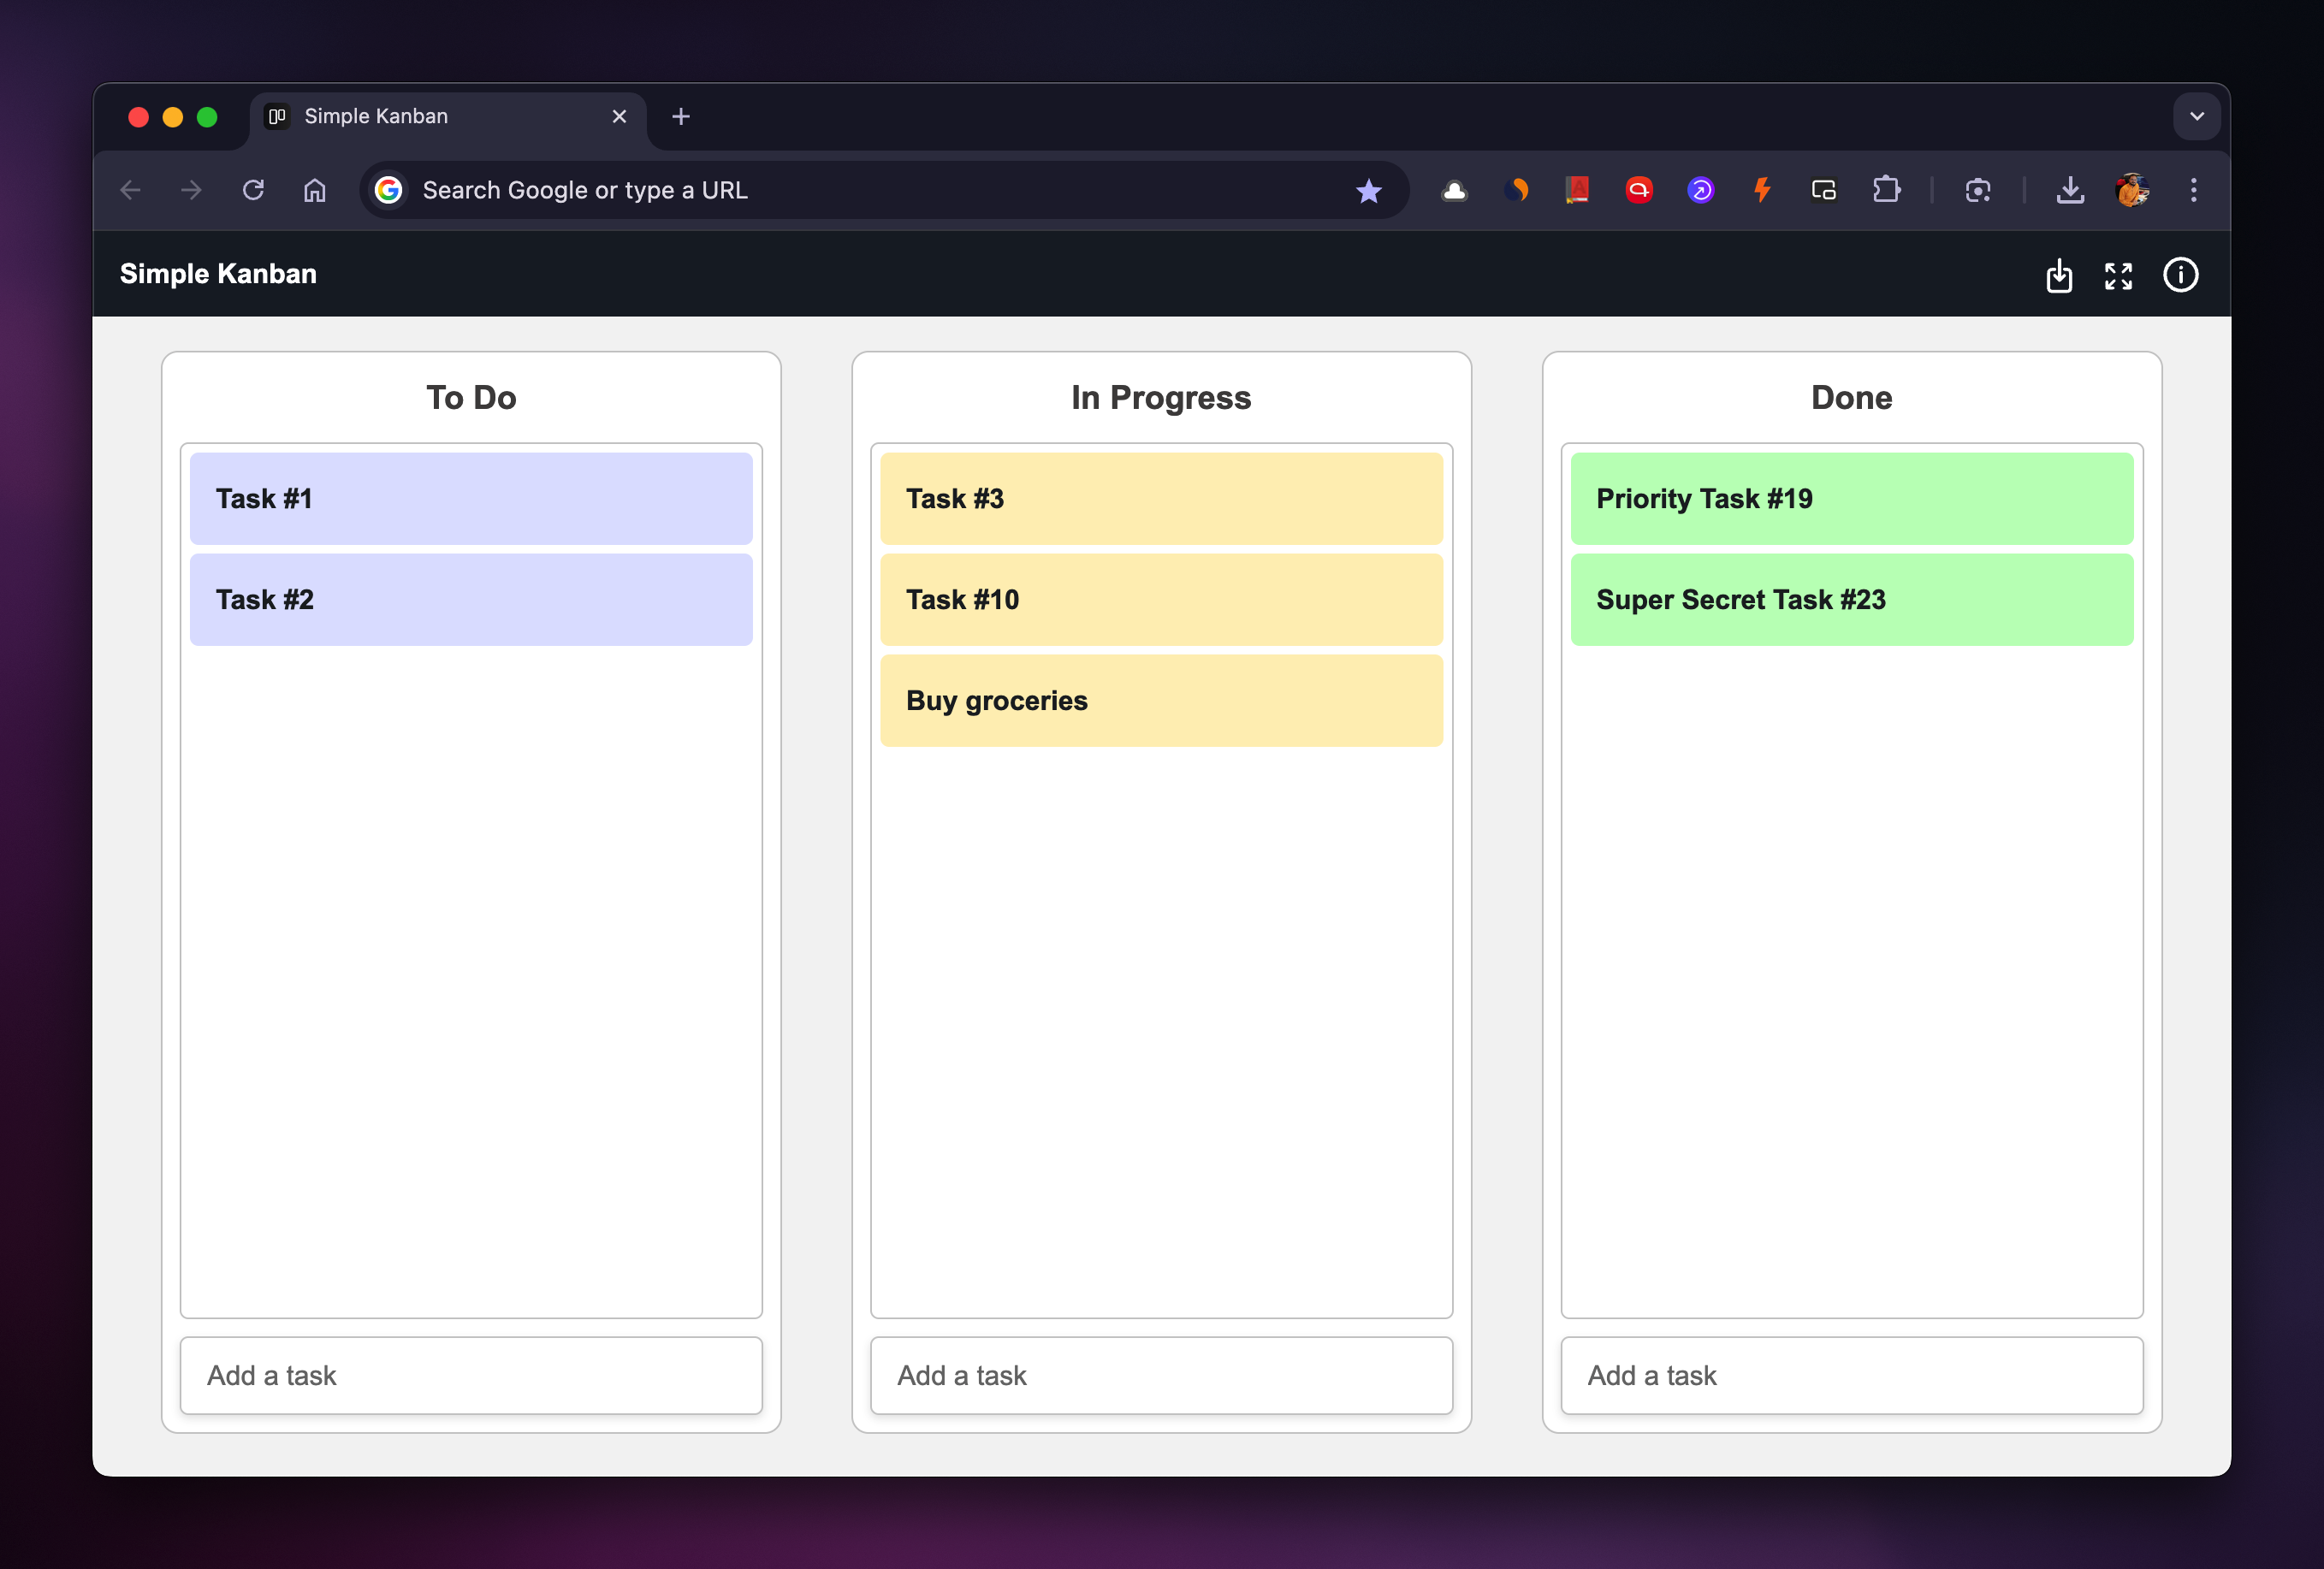 Simple Kanban
Search Google or type a URL
Simple Kanban
To Do
Task #1
Task #2
Add a task
In Progress
Task #3
Task #10
Buy groceries
Add a task
Done
Priority Task #19
Super Secret Task #23
Add a task